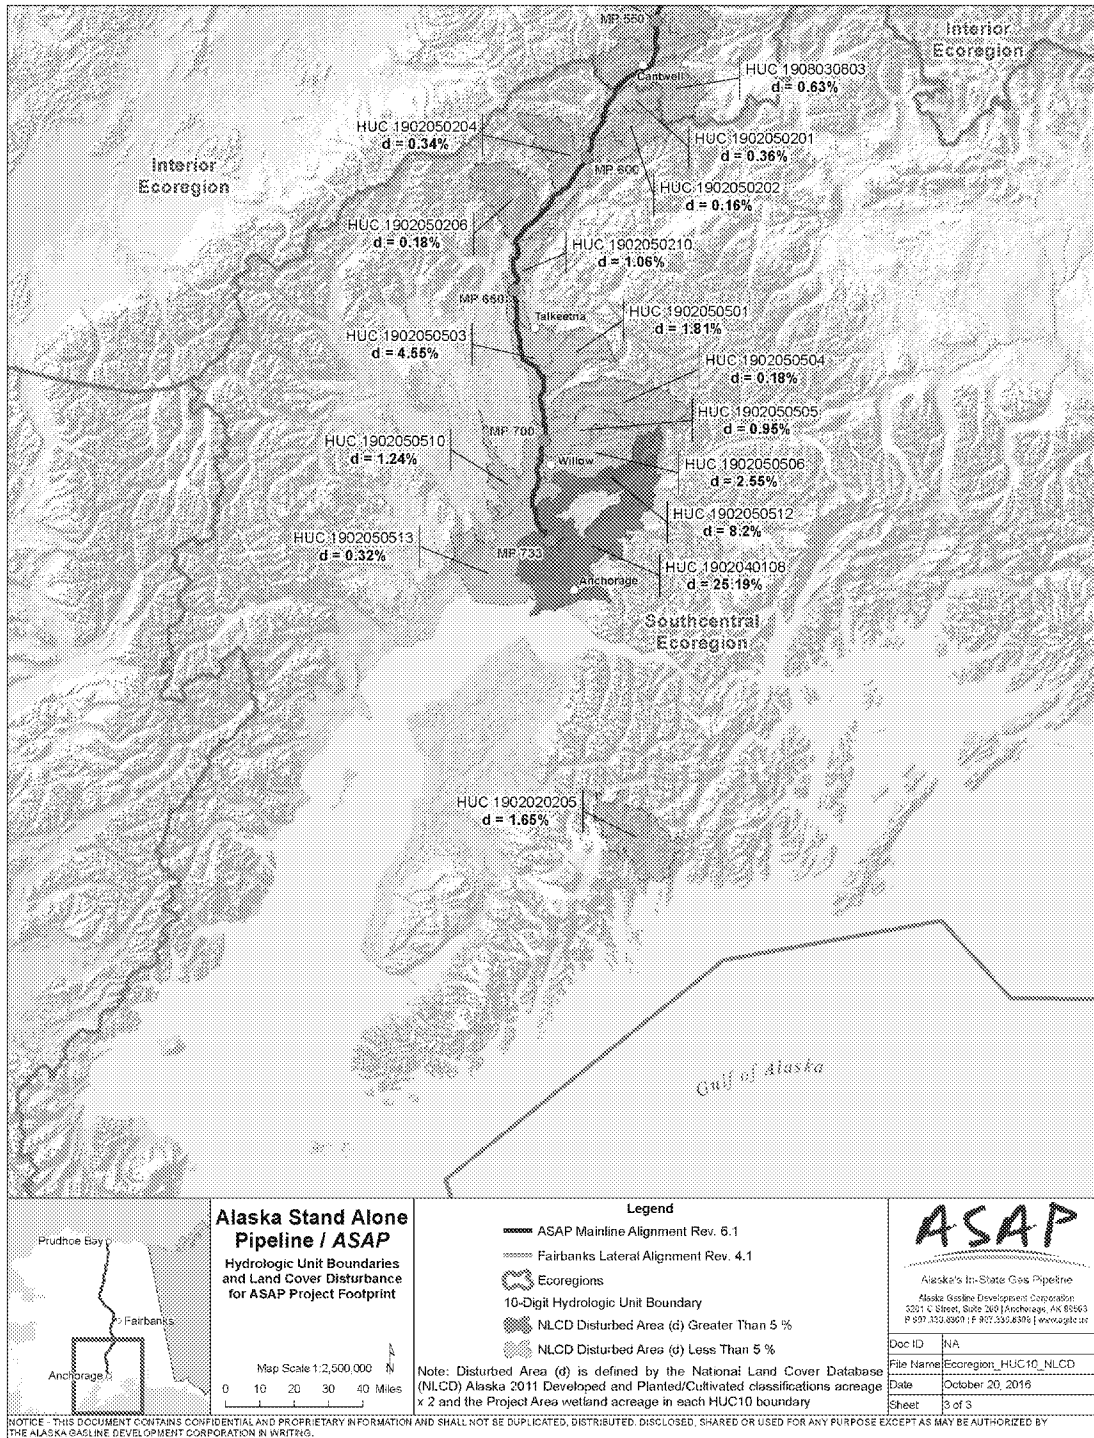 MP 550
Interior
Ecoregion
Cantwell
HUC 1908030803
d = 0.63%
HUC 1902050204
d = 0.34%
HUC 1902050201
d = 0.36%
Interior
Ecoregion
MP 600
HUC 1902050202
d = 0.16%
HUC 1902050206
d = 0.18%
HUC 1902050210
d = 1.06%
MP 650
Talkeetna
HUC 1902050501
d = 1.81%
HUC 1902050503
d = 4.55%
HUC 1902050504
d = 0.18%
HUC 1902050505
d = 0.95%
MP 700
HUC 1902050510
d = 1.24%
Willow
HUC 1902050506
d = 2.55%
HUC 1902050512
d = 8.2%
HUC 1902050513
d = 0.32%
MP 733
HUC 1902040108
d = 25.19%
Anchorage
Southcentral
Ecoregion
HUC 1902020205
d = 1.65%
Gulf of Alaska
Prudhoe Bay
Fairbanks
Anchorage
Alaska Stand Alone
Pipeline / ASAP
Hydrologic Unit Boundaries
and Land Cover Disturbance
for ASAP Project Footprint
Map Scale 1:2,500,000
N
0 10 20 30 40 Miles
Legend
ASAP Mainline Alignment Rev. 6.1
Fairbanks Lateral Alignment Rev. 4.1
Ecoregions
10-Digit Hydrologic Unit Boundary
NLCD Disturbed Area (d) Greater Than 5 %
NLCD Disturbed Area (d) Less Than 5 %
Note: Disturbed Area (d) is defined by the National Land Cover Database
(NLCD) Alaska 2011 Developed and Planted/Cultivated classifications acreage
x 2 and the Project Area wetland acreage in each HUC10 boundary
ASAP
Alaska's In-State Gas Pipeline
Alaska Gasline Development Corporation
3201 C Street, Suite 200 | Anchorage, AK 99503
Doc ID NA
File Name Ecoregion_HUC10_NLCD
Date October 20, 2016
Sheet 3 of 3
NOTICE - THIS DOCUMENT CONTAINS CONFIDENTIAL AND PROPRIETARY INFORMATION AND SHALL NOT BE DUPLICATED, DISTRIBUTED, DISCLOSED, SHARED OR USED FOR ANY PURPOSE EXCEPT AS MAY BE AUTHORIZED BY
THE ALASKA GASLINE DEVELOPMENT CORPORATION IN WRITING.